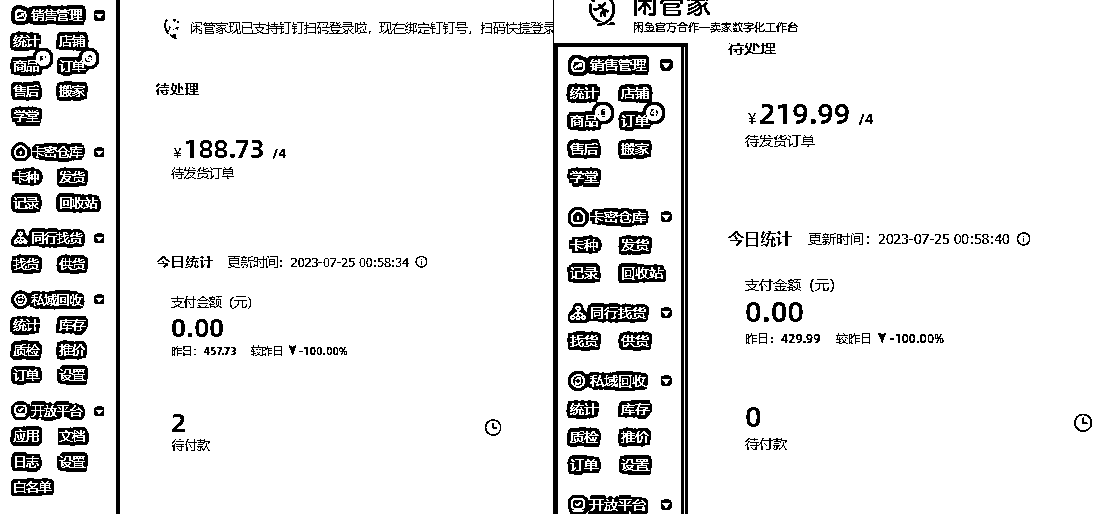 销售管理
统计 店铺
商品 订单
售后 搬家
学堂
卡密仓库
卡种 发货
记录 回收站
同行找货
找货 供货
私域回收
统计 库存
质检 推价
订单 设置
开放平台
应用 文档
日志 设置
白名单
闲管家现已支持钉钉扫码登录啦，现在绑定钉钉号，扫码快捷登录
待处理
¥188.73 /4
待发货订单
今日统计 更新时间：2023-07-25 00:58:34
支付金额（元）
0.00
昨日：457.73 较昨日▼-100.00%
2
待付款
闲管家
闲鱼官方合作—卖家数字化工作台
销售管理
统计 店铺
商品 订单
售后 搬家
学堂
卡密仓库
卡种 发货
记录 回收站
同行找货
找货 供货
私域回收
统计 库存
质检 推价
订单 设置
开放平台
待处理
¥219.99 /4
待发货订单
今日统计 更新时间：2023-07-25 00:58:40
支付金额（元）
0.00
昨日：429.99 较昨日▼-100.00%
0
待付款